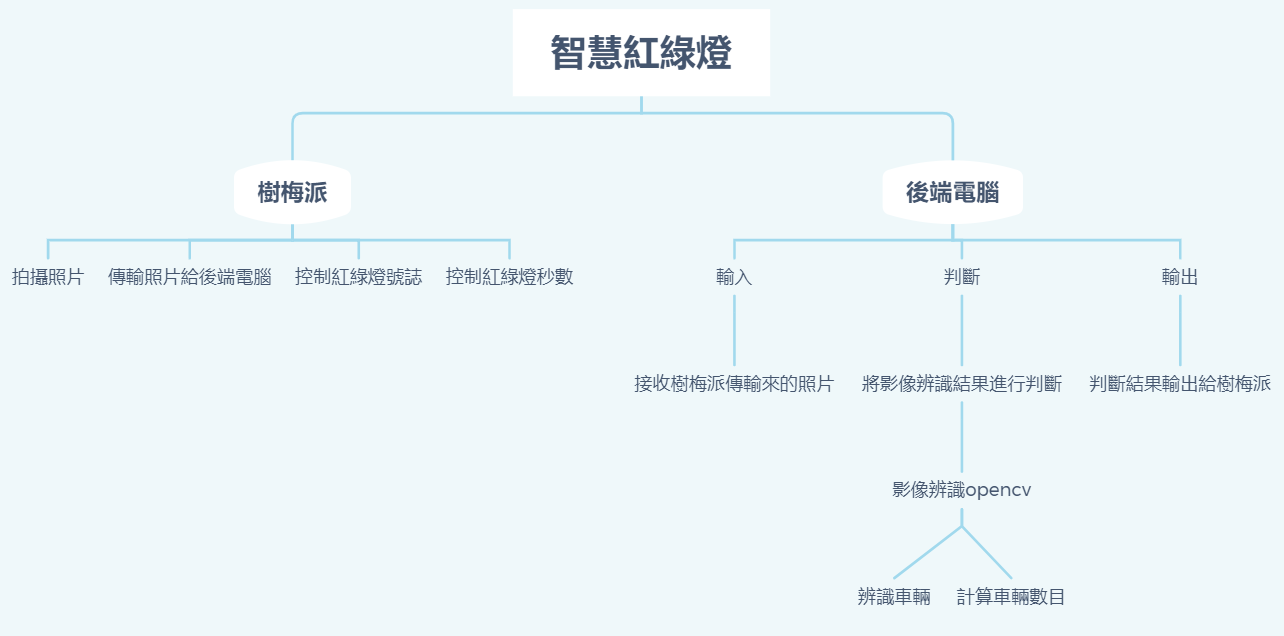 智慧紅綠燈
樹梅派
後端電腦
拍攝照片
傳輸照片給後端電腦
控制紅綠燈號誌
控制紅綠燈秒數
輸入
判斷
輸出
接收樹梅派傳輸來的照片
將影像辨識結果進行判斷
判斷結果輸出給樹梅派
影像辨識opencv
辨識車輛
計算車輛數目